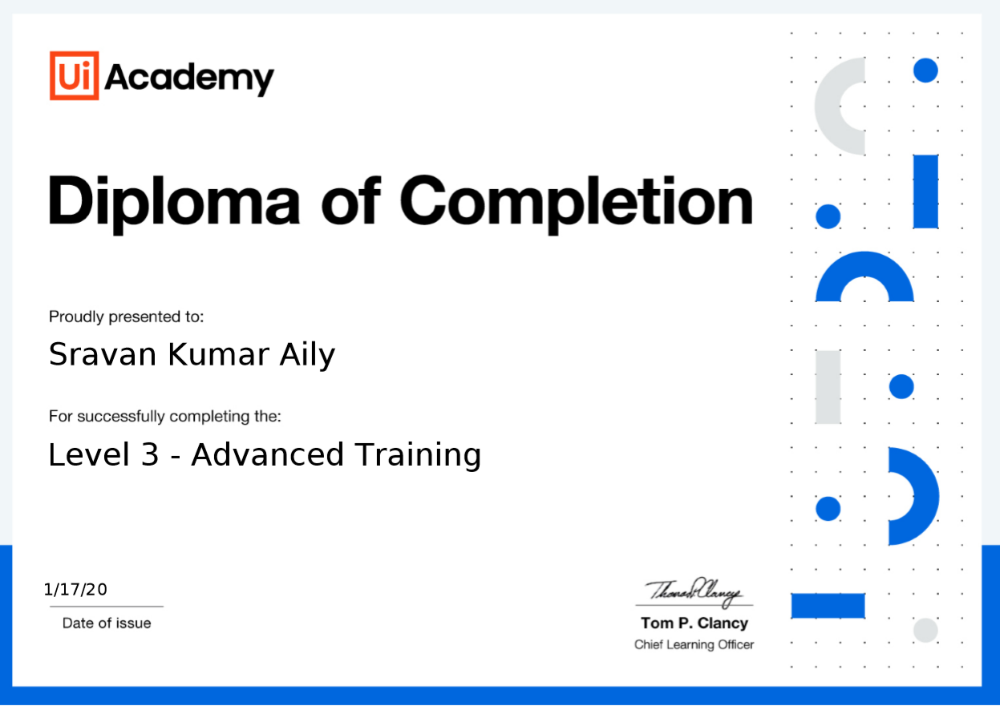 Ui Academy
Diploma of Completion
Proudly presented to:
Sravan Kumar Aily
For successfully completing the:
Level 3 - Advanced Training
1/17/20
Date of issue
Thomas P. Clancy
Tom P. Clancy
Chief Learning Officer